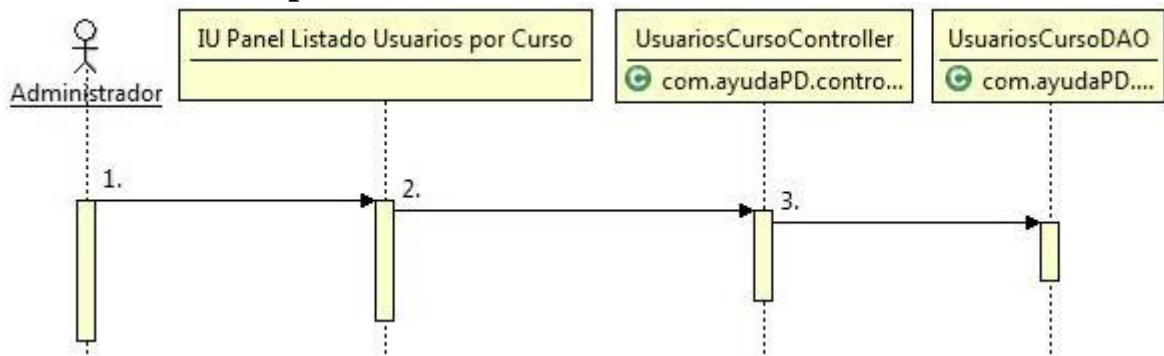 IU Panel Listado Usuarios por Curso
UsuariosCursoController
com.ayudaPD.contro...
UsuariosCursoDAO
com.ayudaPD....
Administrador
1.
2.
3.